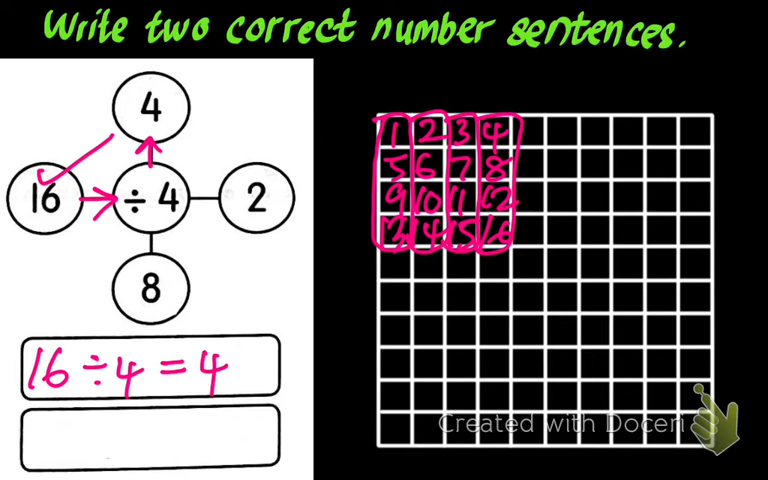 Write two correct number sentences.
4
16
÷ 4
2
8
16 ÷ 4 = 4
1 2 3 4
5 6 7 8
9 10 11 12
13 14 15 16
Created with Doceri